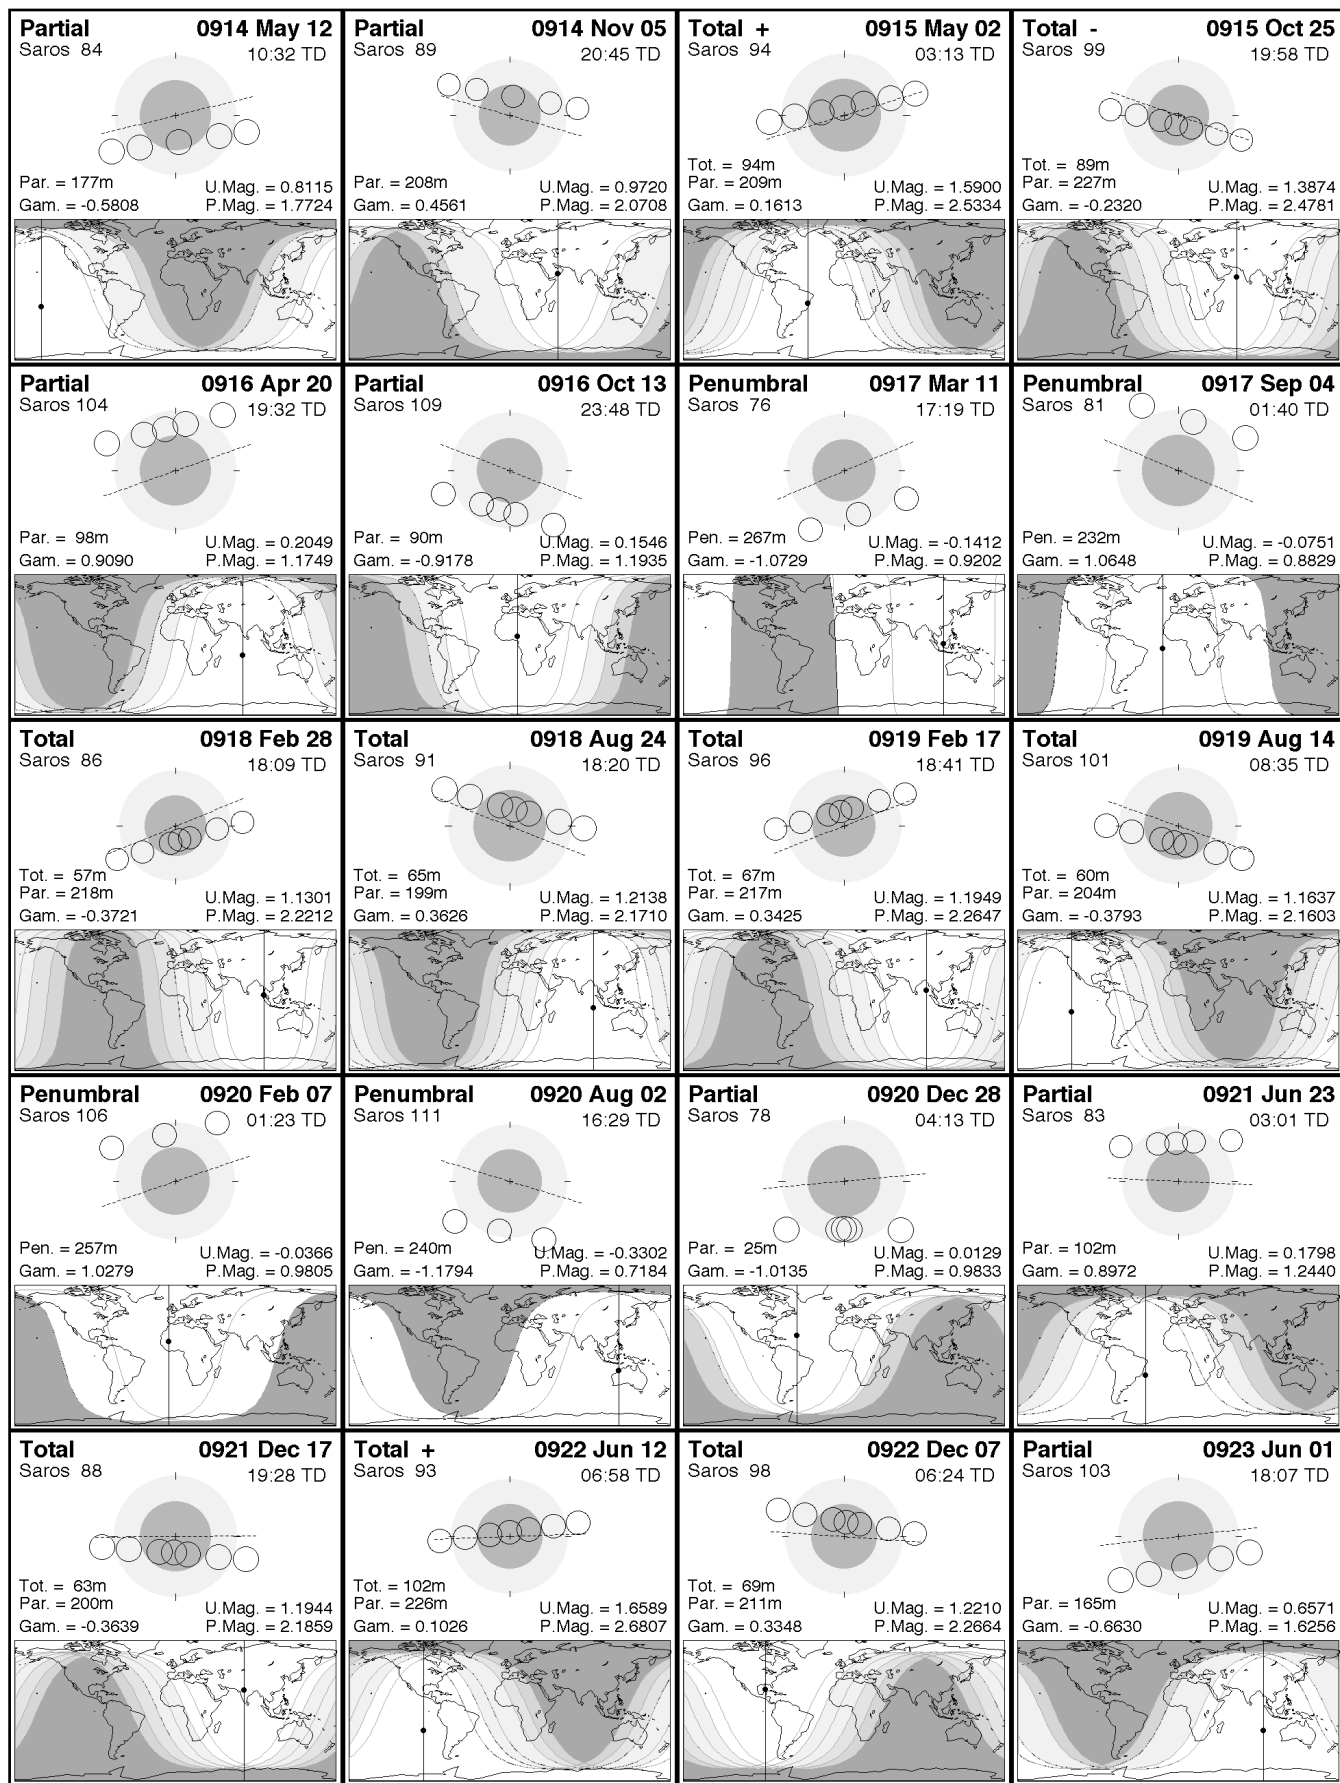 Partial 0914 May 12
Saros 84 10:32 TD
Par. = 177m U.Mag. = 0.8115
Gam. = -0.5808 P.Mag. = 1.7724
Partial 0914 Nov 05
Saros 89 20:45 TD
Par. = 208m U.Mag. = 0.9720
Gam. = 0.4561 P.Mag. = 2.0708
Total + 0915 May 02
Saros 94 03:13 TD
Tot. = 94m
Par. = 209m U.Mag. = 1.5900
Gam. = 0.1613 P.Mag. = 2.5334
Total - 0915 Oct 25
Saros 99 19:58 TD
Tot. = 89m
Par. = 227m U.Mag. = 1.3874
Gam. = -0.2320 P.Mag. = 2.4781
Partial 0916 Apr 20
Saros 104 19:32 TD
Par. = 98m U.Mag. = 0.2049
Gam. = 0.9090 P.Mag. = 1.1749
Partial 0916 Oct 13
Saros 109 23:48 TD
Par. = 90m U.Mag. = 0.1546
Gam. = -0.9178 P.Mag. = 1.1935
Penumbral 0917 Mar 11
Saros 76 17:19 TD
Pen. = 267m U.Mag. = -0.1412
Gam. = -1.0729 P.Mag. = 0.9202
Penumbral 0917 Sep 04
Saros 81 01:40 TD
Pen. = 232m U.Mag. = -0.0751
Gam. = 1.0648 P.Mag. = 0.8829
Total 0918 Feb 28
Saros 86 18:09 TD
Tot. = 57m
Par. = 218m U.Mag. = 1.1301
Gam. = -0.3721 P.Mag. = 2.2212
Total 0918 Aug 24
Saros 91 18:20 TD
Tot. = 65m
Par. = 199m U.Mag. = 1.2138
Gam. = 0.3626 P.Mag. = 2.1710
Total 0919 Feb 17
Saros 96 18:41 TD
Tot. = 67m
Par. = 217m U.Mag. = 1.1949
Gam. = 0.3425 P.Mag. = 2.2647
Total 0919 Aug 14
Saros 101 08:35 TD
Tot. = 60m
Par. = 204m U.Mag. = 1.1637
Gam. = -0.3793 P.Mag. = 2.1603
Penumbral 0920 Feb 07
Saros 106 01:23 TD
Pen. = 257m U.Mag. = -0.0366
Gam. = 1.0279 P.Mag. = 0.9805
Penumbral 0920 Aug 02
Saros 111 16:29 TD
Pen. = 240m U.Mag. = -0.3302
Gam. = -1.1794 P.Mag. = 0.7184
Partial 0920 Dec 28
Saros 78 04:13 TD
Par. = 25m U.Mag. = 0.0129
Gam. = -1.0135 P.Mag. = 0.9833
Partial 0921 Jun 23
Saros 83 03:01 TD
Par. = 102m U.Mag. = 0.1798
Gam. = 0.8972 P.Mag. = 1.2440
Total 0921 Dec 17
Saros 88 19:28 TD
Tot. = 63m
Par. = 200m U.Mag. = 1.1944
Gam. = -0.3639 P.Mag. = 2.1859
Total + 0922 Jun 12
Saros 93 06:58 TD
Tot. = 102m
Par. = 226m U.Mag. = 1.6589
Gam. = 0.1026 P.Mag. = 2.6807
Total 0922 Dec 07
Saros 98 06:24 TD
Tot. = 69m
Par. = 211m U.Mag. = 1.2210
Gam. = 0.3348 P.Mag. = 2.2664
Partial 0923 Jun 01
Saros 103 18:07 TD
Par. = 165m U.Mag. = 0.6571
Gam. = -0.6630 P.Mag. = 1.6256